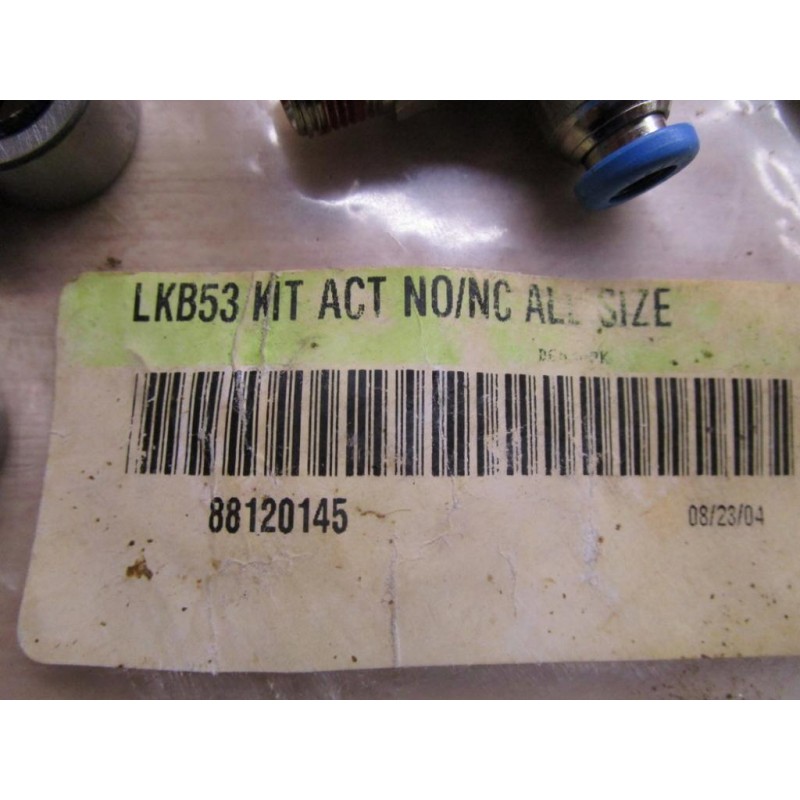 LKB53 KIT ACT NO/NC ALL SIZE
88120145
08/23/04